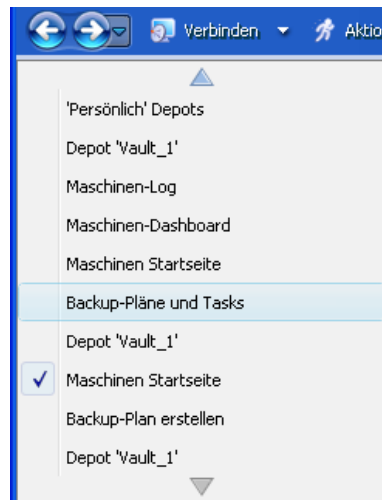 Verbinden Aktio
'Persönlich' Depots
Depot 'Vault_1'
Maschinen-Log
Maschinen-Dashboard
Maschinen Startseite
Backup-Pläne und Tasks
Depot 'Vault_1'
Maschinen Startseite
Backup-Plan erstellen
Depot 'Vault_1'